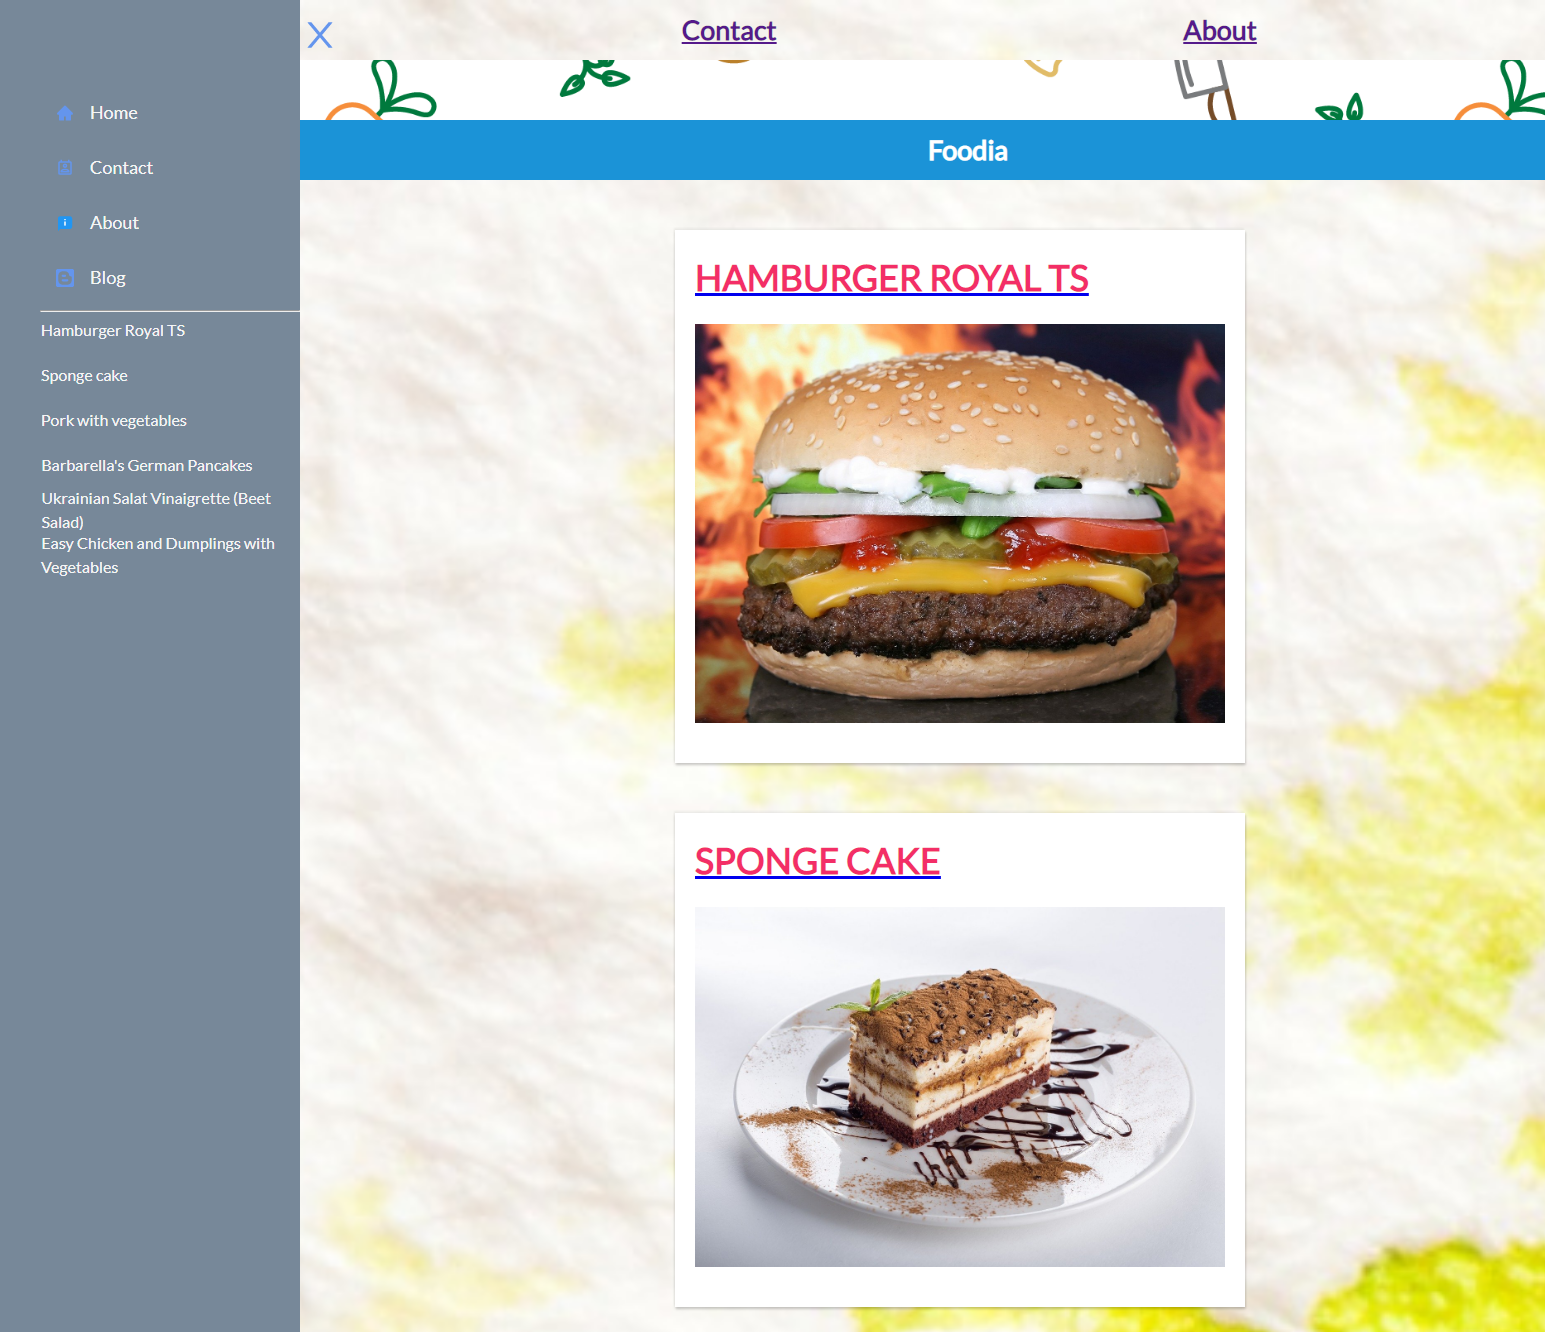 X
Contact
About
Home
Contact
About
Blog
Hamburger Royal TS
Sponge cake
Pork with vegetables
Barbarella's German Pancakes
Ukrainian Salat Vinaigrette (Beet
Salad)
Easy Chicken and Dumplings with
Vegetables
Foodia
HAMBURGER ROYAL TS
SPONGE CAKE